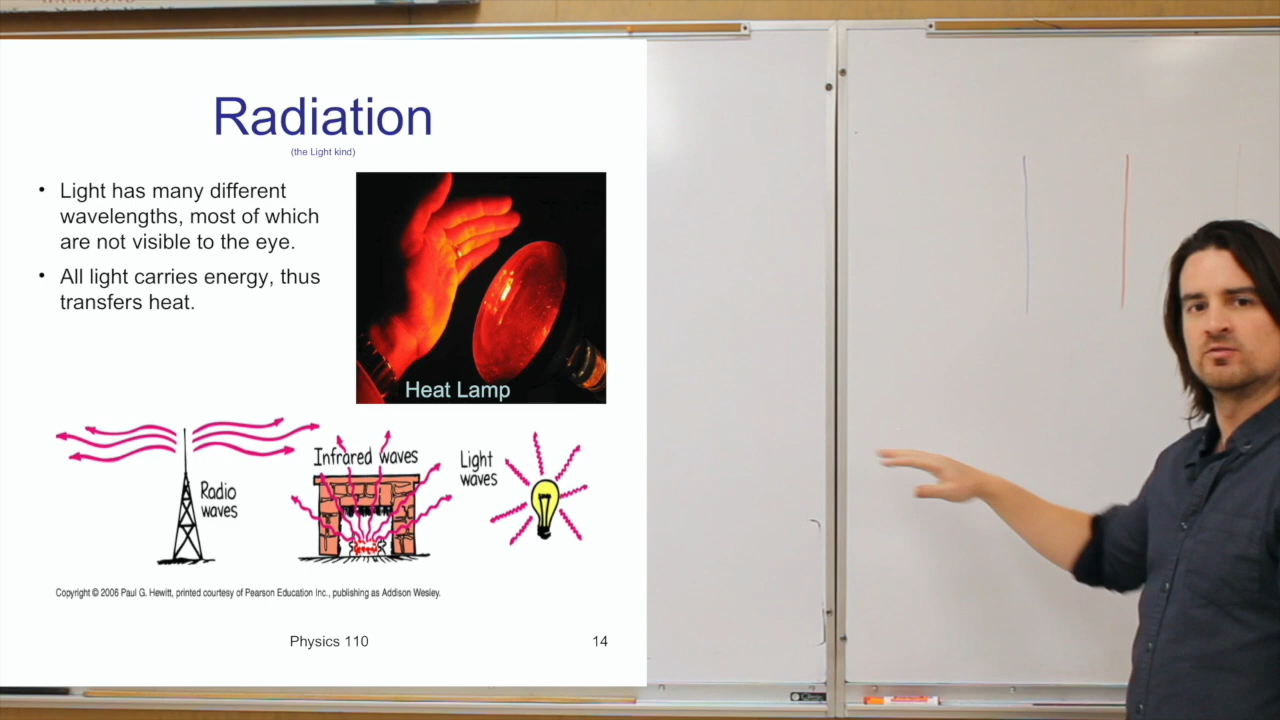 Radiation
(the Light kind)
• Light has many different
wavelengths, most of which
are not visible to the eye.
• All light carries energy, thus
transfers heat.
Heat Lamp
Radio
waves
Infrared waves
Light
waves
Copyright © 2006 Paul G. Hewitt, printed courtesy of Pearson Education Inc., publishing as Addison Wesley.
Physics 110
14